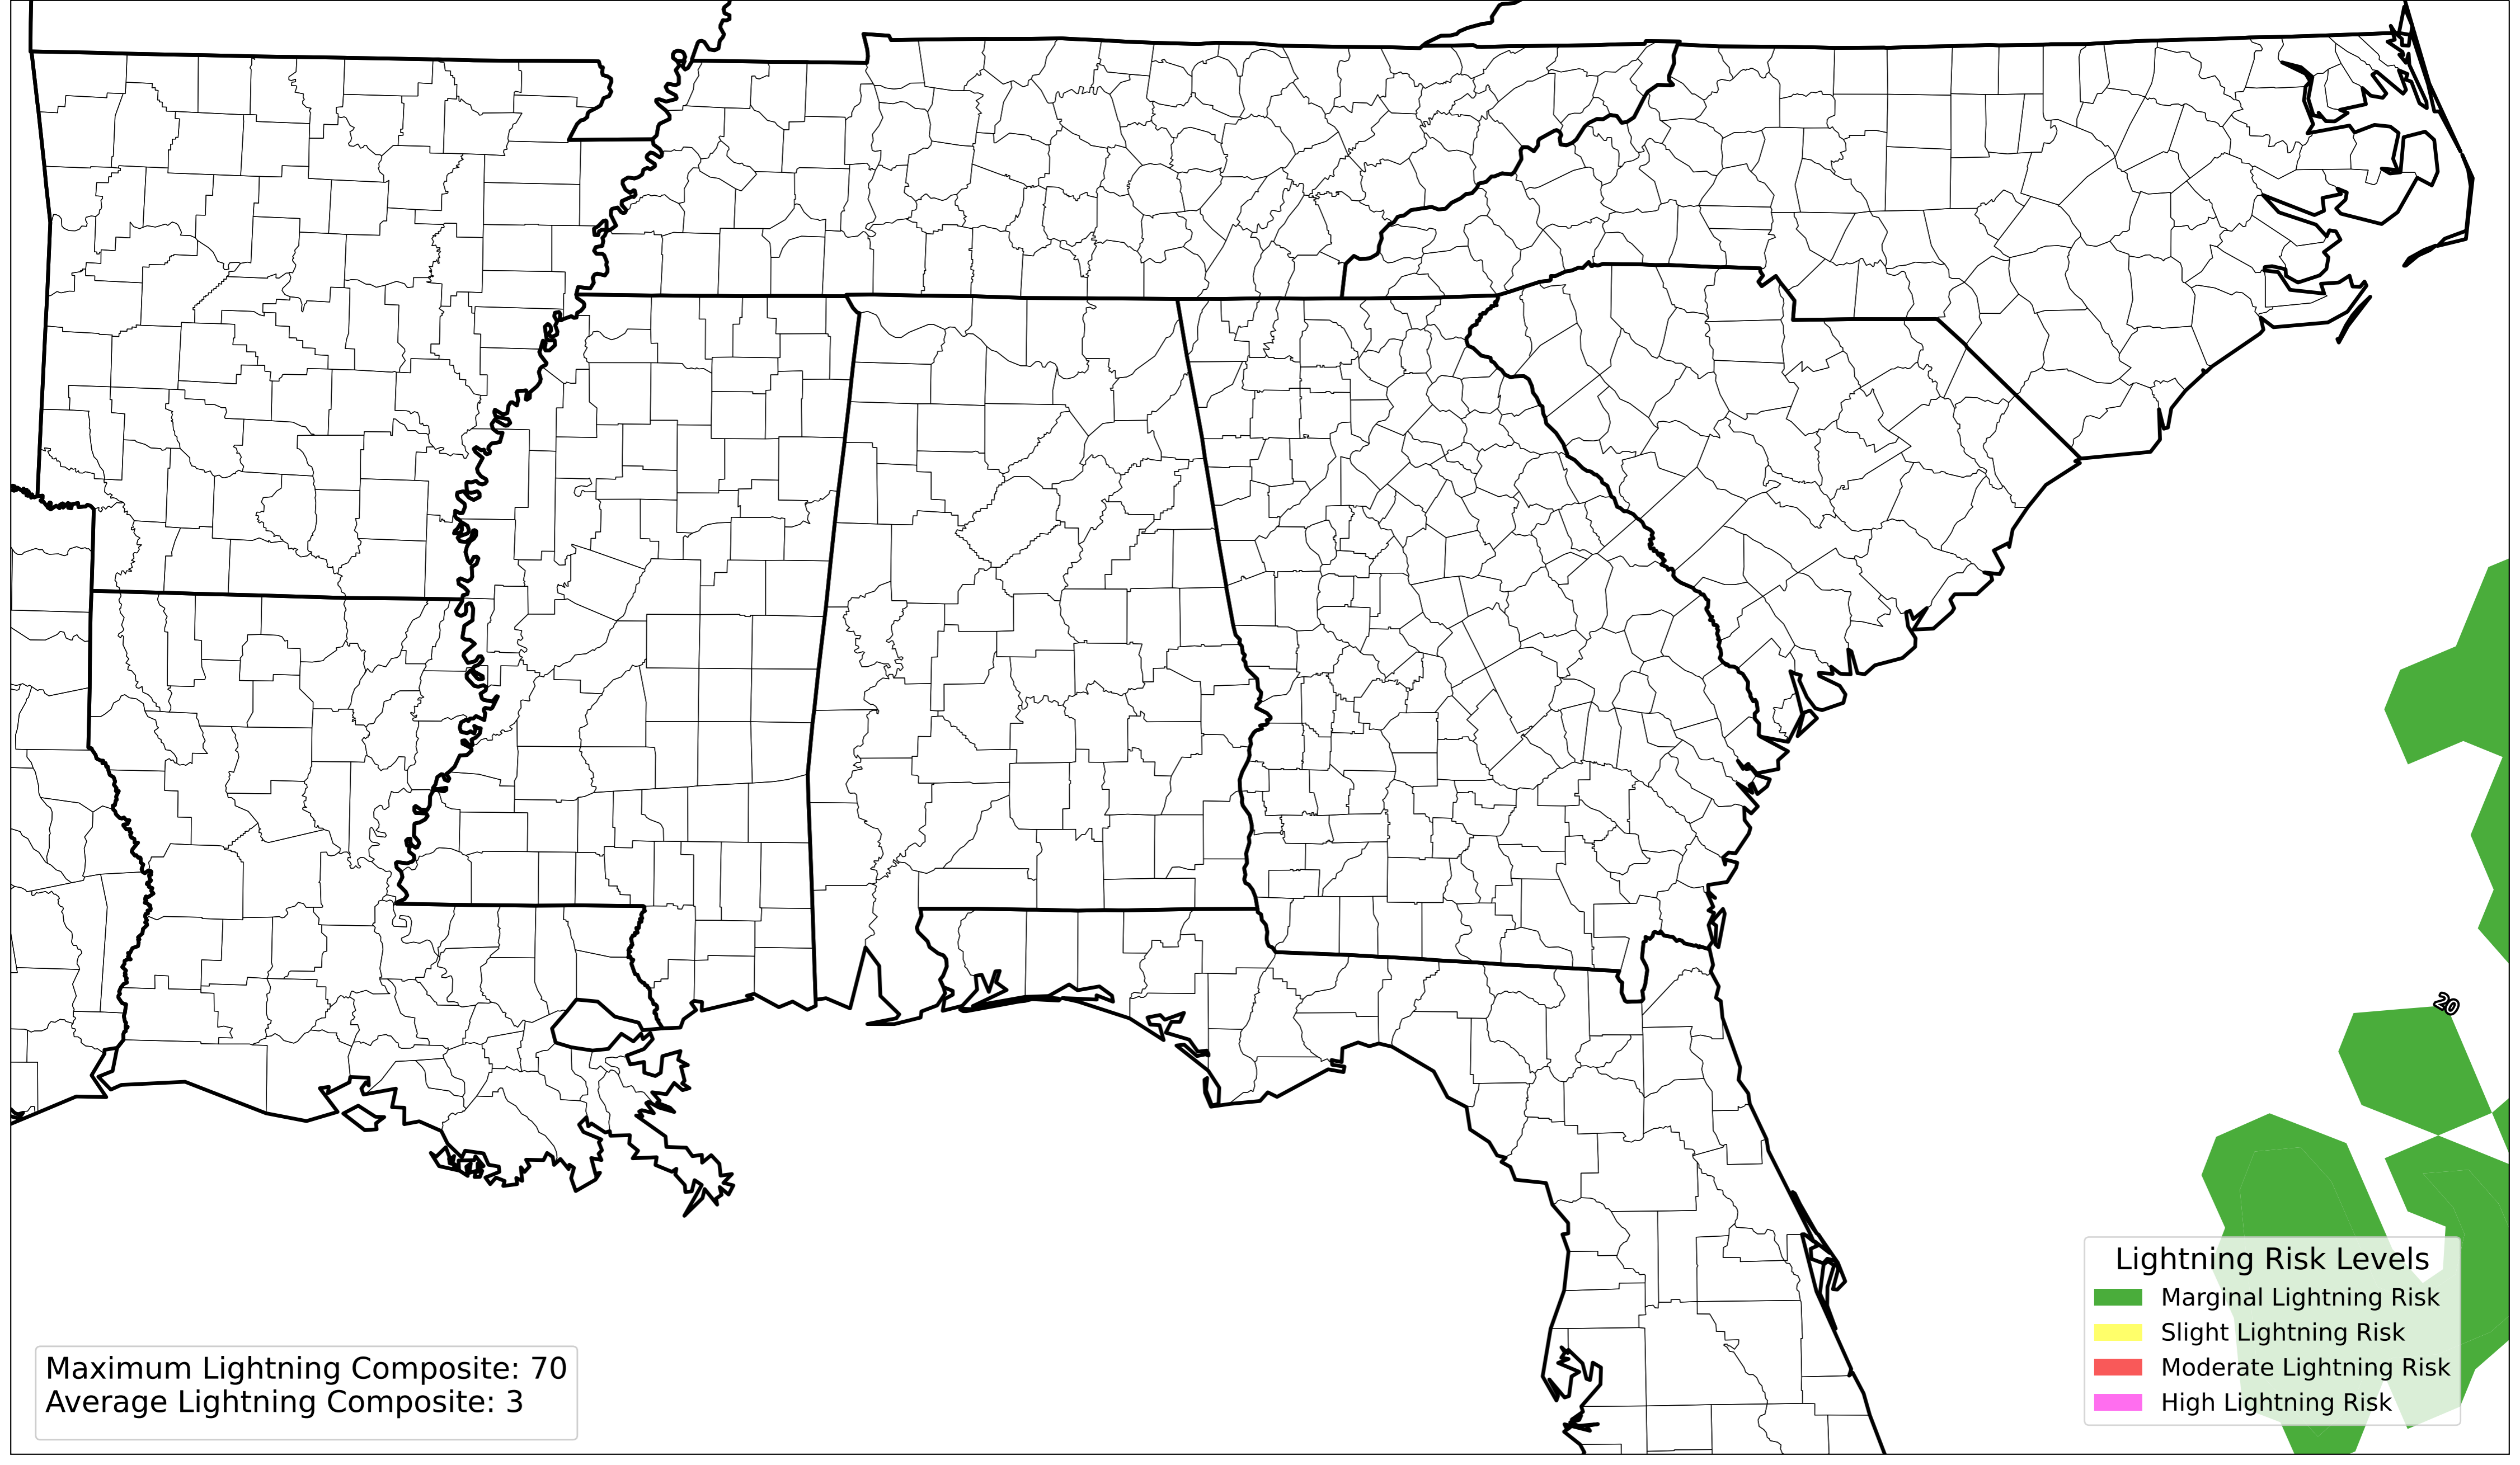 20
Lightning Risk Levels
Marginal Lightning Risk
Slight Lightning Risk
Moderate Lightning Risk
High Lightning Risk
Maximum Lightning Composite: 70
Average Lightning Composite: 3